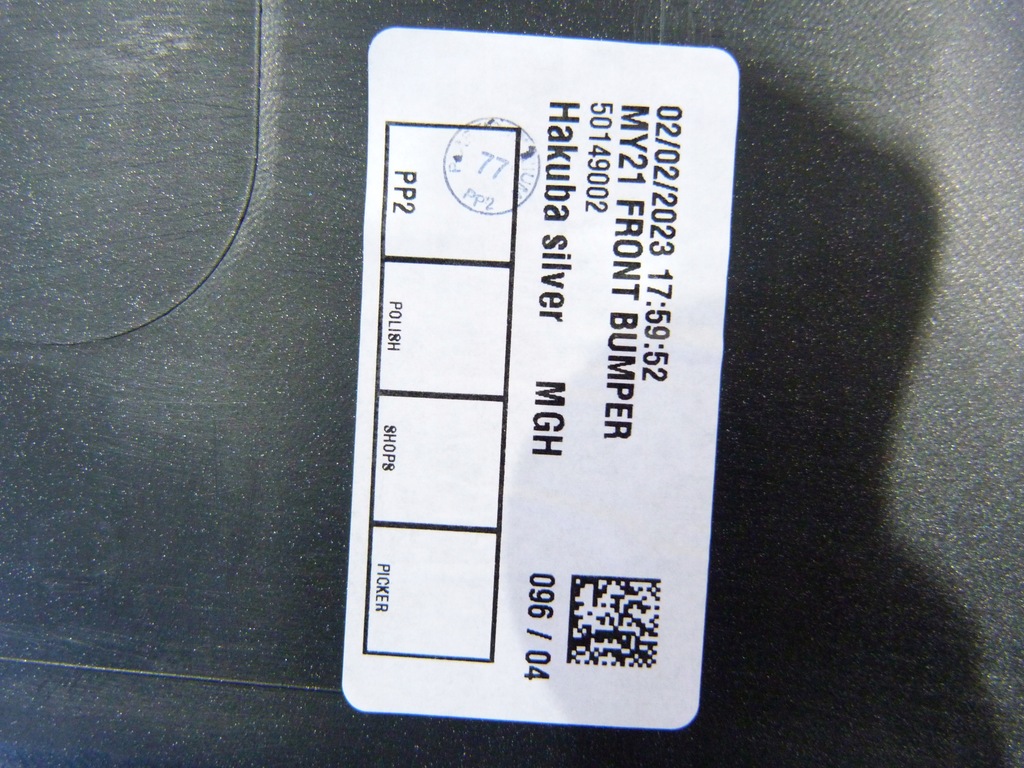 02/02/2023 17:59:52
MY21 FRONT BUMPER
50149002
Hakuba silver MGH 096 / 04
77
PP2
PP2 POLISH SHOPS PICKER